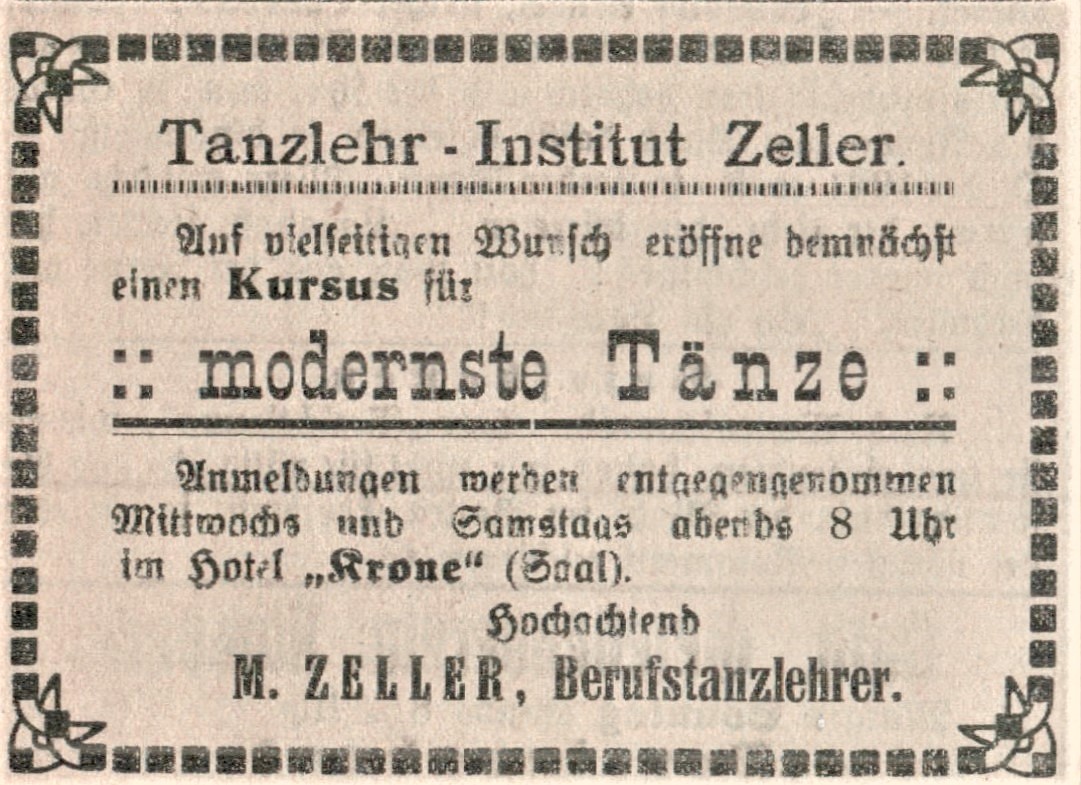 Tanzlehr - Institut Zeller.
Auf vielseitigen Wunsch eröffne demnächst
einen Kursus für
:: modernste Tänze ::
Anmeldungen werden entgegengenommen
Mittwochs und Samstags abends 8 Uhr
im Hotel „Krone“ (Saal).
Hochachtend
M. ZELLER, Berufstanzlehrer.